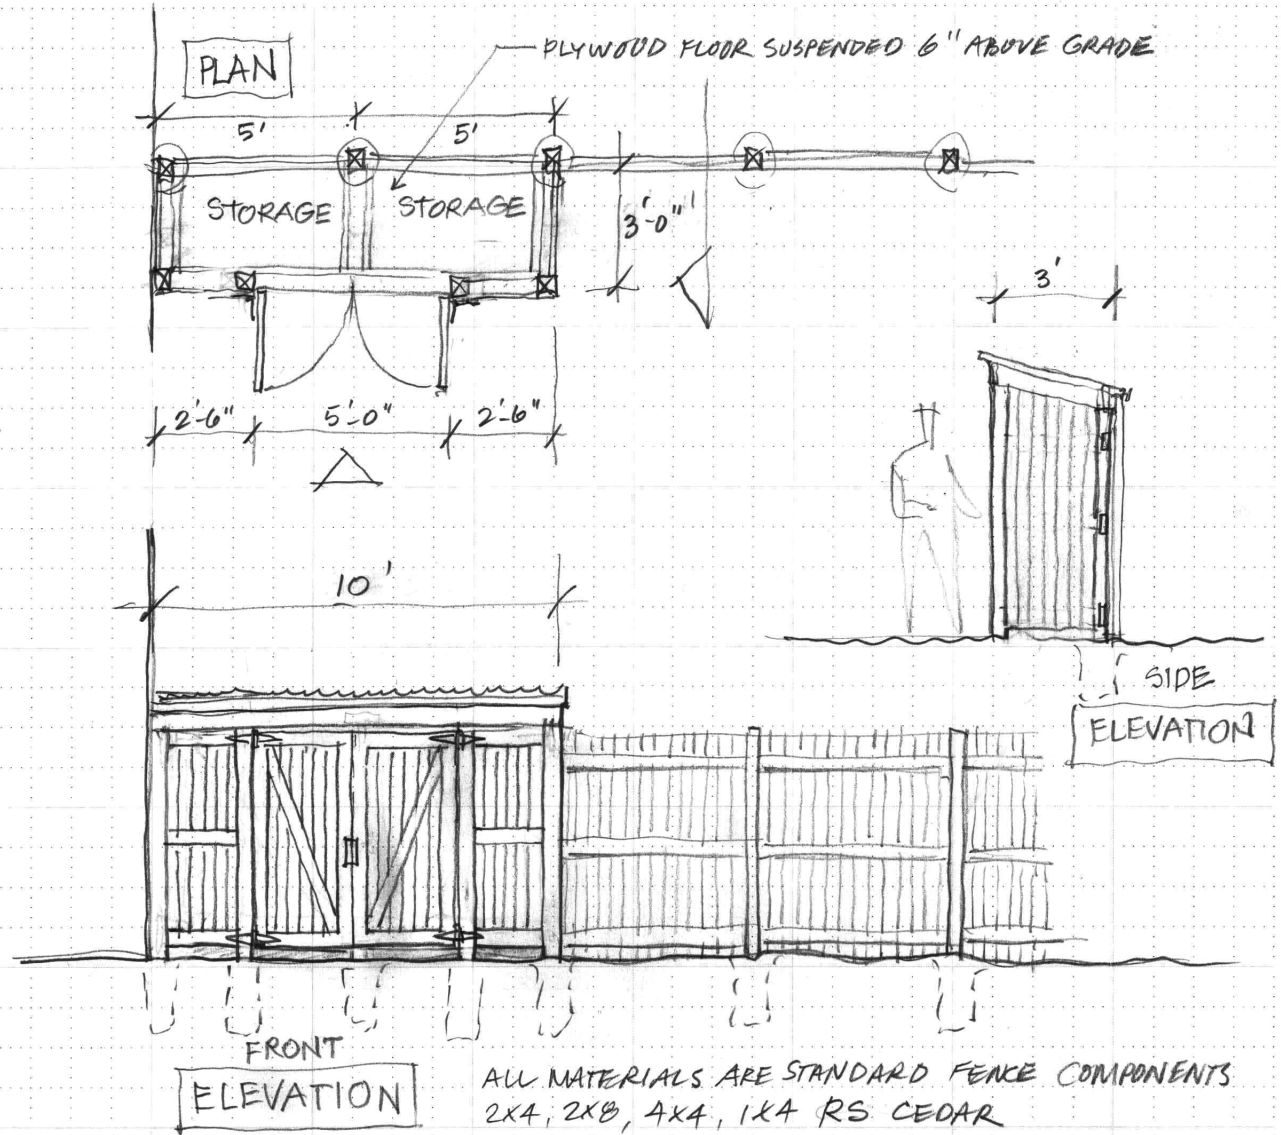 PLYWOOD FLOOR SUSPENDED 6" ABOVE GRADE
PLAN
5' 5'
STORAGE STORAGE
3'-0"
2'-6" 5'-0" 2'-6"
3'
10'
SIDE
ELEVATION
FRONT
ELEVATION
ALL MATERIALS ARE STANDARD FENCE COMPONENTS
2X4, 2X8, 4X4, 1X4 RS CEDAR